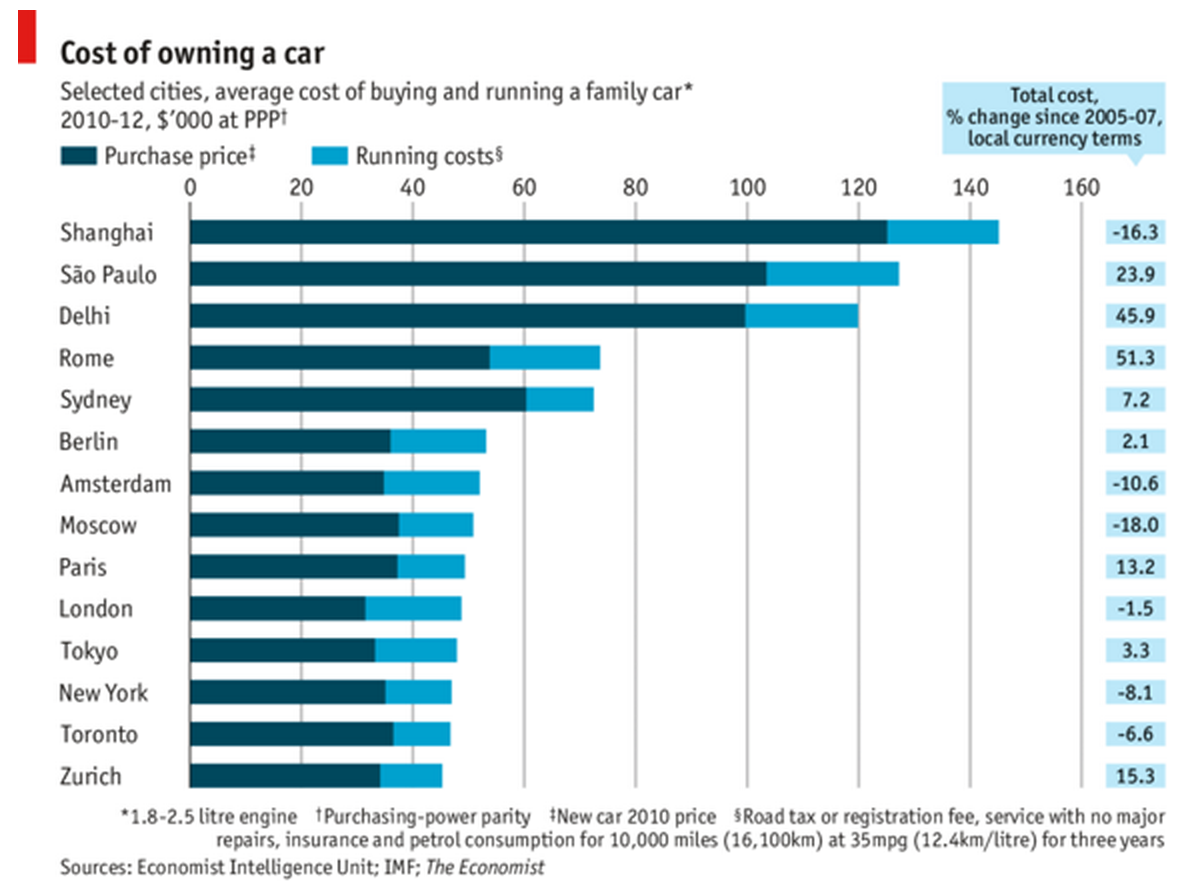 Cost of owning a car
Selected cities, average cost of buying and running a family car*
2010-12, $'000 at PPP†
Total cost,
% change since 2005-07,
local currency terms
Purchase price‡ Running costs§
0 20 40 60 80 100 120 140 160
Shanghai -16.3
São Paulo 23.9
Delhi 45.9
Rome 51.3
Sydney 7.2
Berlin 2.1
Amsterdam -10.6
Moscow -18.0
Paris 13.2
London -1.5
Tokyo 3.3
New York -8.1
Toronto -6.6
Zurich 15.3
*1.8-2.5 litre engine †Purchasing-power parity ‡New car 2010 price §Road tax or registration fee, service with no major
repairs, insurance and petrol consumption for 10,000 miles (16,100km) at 35mpg (12.4km/litre) for three years
Sources: Economist Intelligence Unit; IMF; The Economist